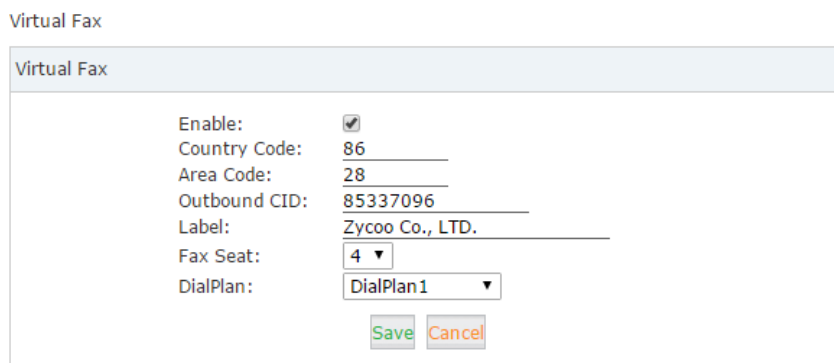 Virtual Fax
Virtual Fax
Enable:
Country Code: 86
Area Code: 28
Outbound CID: 85337096
Label: Zycoo Co., LTD.
Fax Seat: 4
DialPlan: DialPlan1
Save Cancel